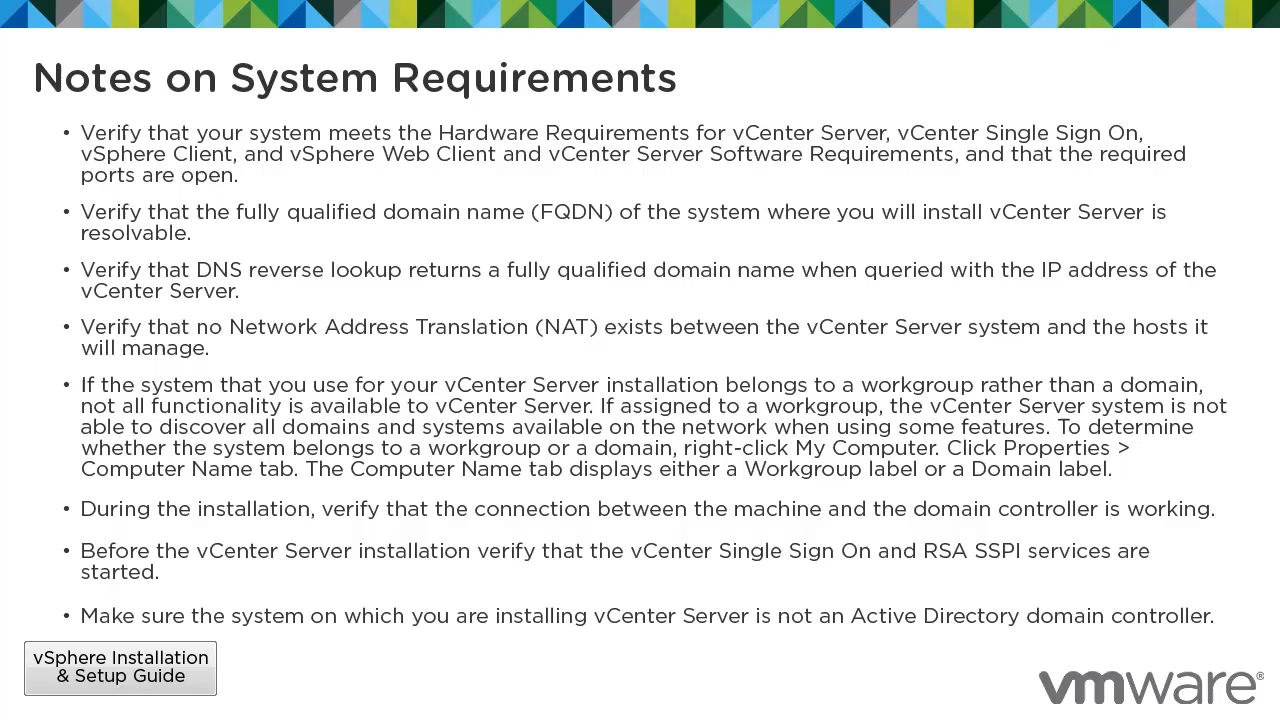 Notes on System Requirements
• Verify that your system meets the Hardware Requirements for vCenter Server, vCenter Single Sign On,
vSphere Client, and vSphere Web Client and vCenter Server Software Requirements, and that the required
ports are open.
• Verify that the fully qualified domain name (FQDN) of the system where you will install vCenter Server is
resolvable.
• Verify that DNS reverse lookup returns a fully qualified domain name when queried with the IP address of the
vCenter Server.
• Verify that no Network Address Translation (NAT) exists between the vCenter Server system and the hosts it
will manage.
• If the system that you use for your vCenter Server installation belongs to a workgroup rather than a domain,
not all functionality is available to vCenter Server. If assigned to a workgroup, the vCenter Server system is not
able to discover all domains and systems available on the network when using some features. To determine
whether the system belongs to a workgroup or a domain, right-click My Computer. Click Properties >
Computer Name tab. The Computer Name tab displays either a Workgroup label or a Domain label.
• During the installation, verify that the connection between the machine and the domain controller is working.
• Before the vCenter Server installation verify that the vCenter Single Sign On and RSA SSPI services are
started.
• Make sure the system on which you are installing vCenter Server is not an Active Directory domain controller.
vSphere Installation
& Setup Guide
vmware®